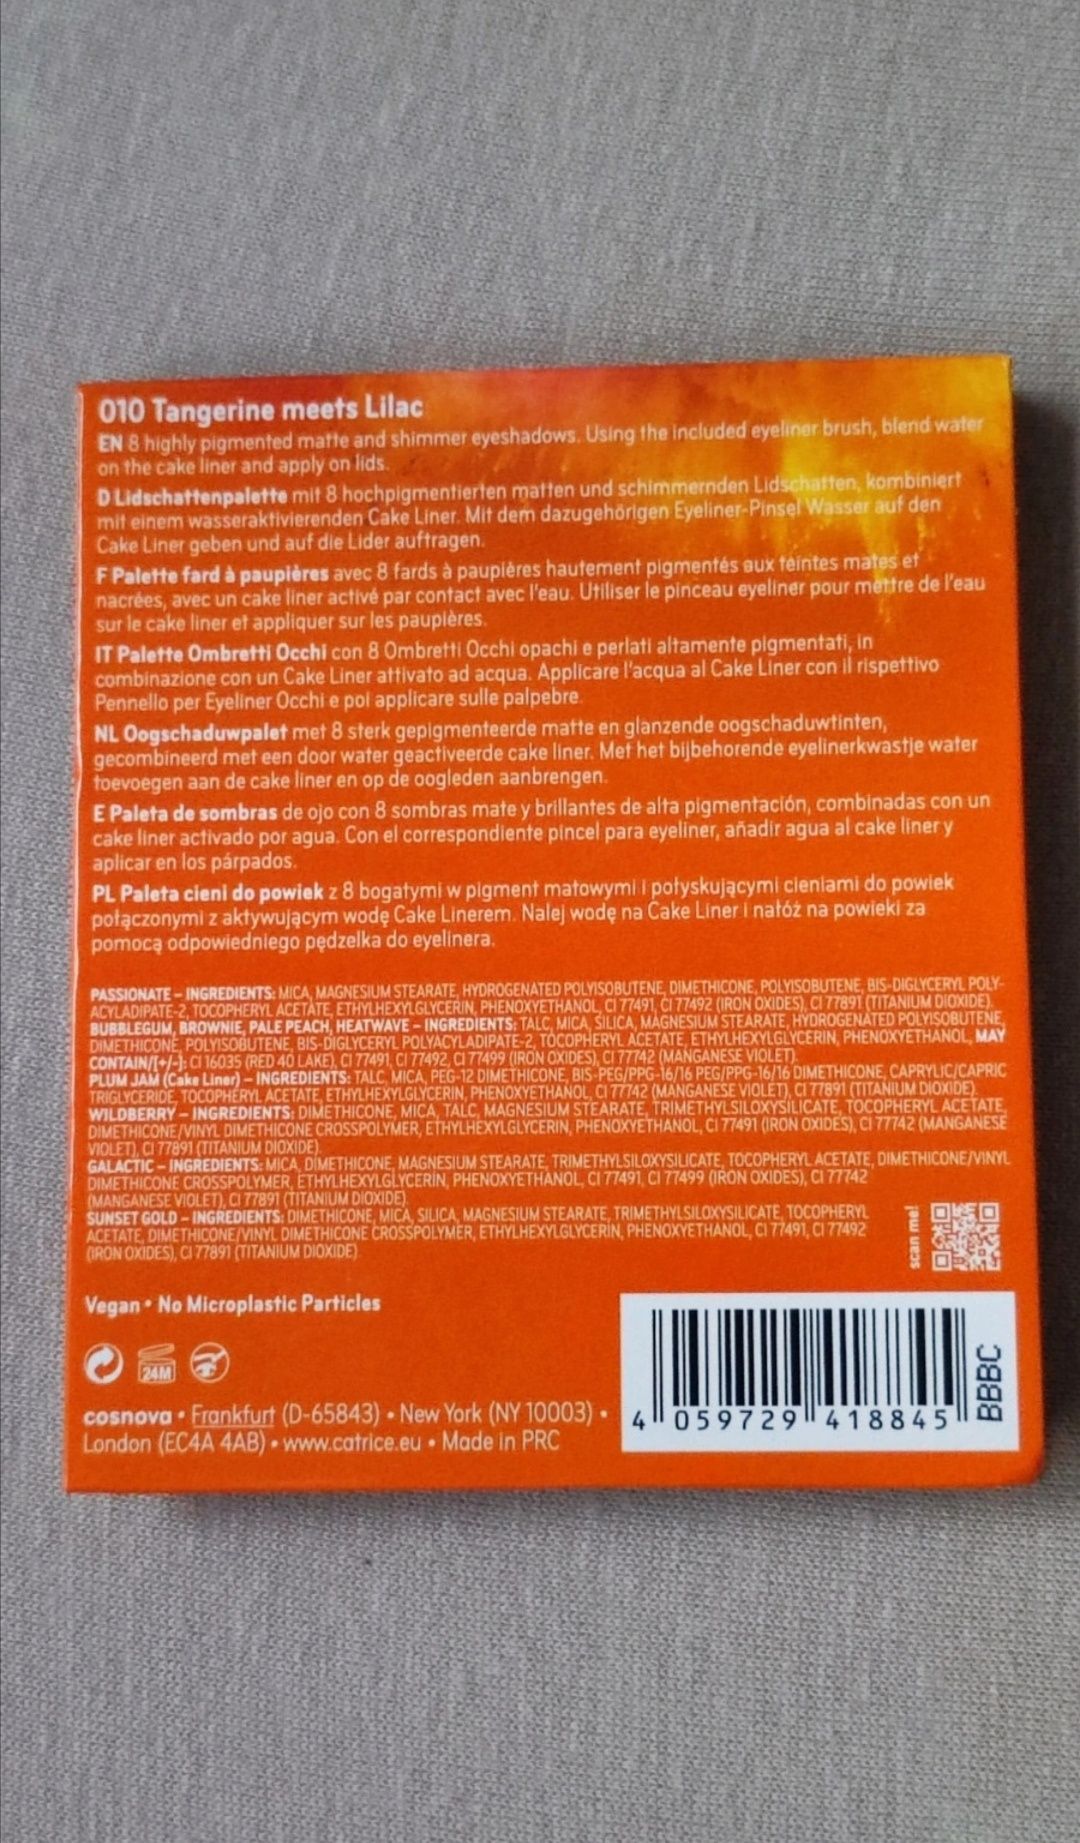 010 Tangerine meets Lilac
EN 8 highly pigmented matte and shimmer eyeshadows. Using the included eyeliner brush, blend water
on the cake liner and apply on lids.
D Lidschattenpalette mit 8 hochpigmentierten matten und schimmernden Lidschatten, kombiniert
mit einem wasseraktivierenden Cake Liner. Mit dem dazugehörigen Eyeliner-Pinsel Wasser auf den
Cake Liner geben und auf die Lider auftragen.
F Palette fard à paupières avec 8 fards à paupières hautement pigmentés aux teintes mates et
nacrées, avec un cake liner activé par contact avec l'eau. Utiliser le pinceau eyeliner pour mettre de l'eau
sur le cake liner et appliquer sur les paupières.
IT Palette Ombretti Occhi con 8 Ombretti Occhi opachi e perlati altamente pigmentati, in
combinazione con un Cake Liner attivato ad acqua. Applicare l'acqua al Cake Liner con il rispettivo
Pennello per Eyeliner Occhi e poi applicare sulle palpebre.
NL Oogschaduwpalet met 8 sterk gepigmenteerde matte en glanzende oogschaduwtinten,
gecombineerd met een door water geactiveerde cake liner. Met het bijbehorende eyelinerkwastje water
toevoegen aan de cake liner en op de oogleden aanbrengen.
E Paleta de sombras de ojo con 8 sombras mate y brillantes de alta pigmentación, combinadas con un
cake liner activado por agua. Con el correspondiente pincel para eyeliner, añadir agua al cake liner y
aplicar en los párpados.
PL Paleta cieni do powiek z 8 bogatymi w pigment matowymi i połyskującymi cieniami do powiek
połączonymi z aktywującym wodę Cake Linerem. Nalej wodę na Cake Liner i nałóż na powieki za
pomocą odpowiedniego pędzelka do eyelinera.
PASSIONATE – INGREDIENTS: MICA, MAGNESIUM STEARATE, HYDROGENATED POLYISOBUTENE, DIMETHICONE, POLYISOBUTENE, BIS-DIGLYCERYL POLY-
ACYLADIPATE-2, TOCOPHERYL ACETATE, ETHYLHEXYLGLYCERIN, PHENOXYETHANOL, CI 77491, CI 77492 (IRON OXIDES), CI 77891 (TITANIUM DIOXIDE).
BUBBLEGUM, BROWNIE, PALE PEACH, HEATWAVE – INGREDIENTS: TALC, MICA, SILICA, MAGNESIUM STEARATE, HYDROGENATED POLYISOBUTENE,
DIMETHICONE, POLYISOBUTENE, BIS-DIGLYCERYL POLYACYLADIPATE-2, TOCOPHERYL ACETATE, ETHYLHEXYLGLYCERIN, PHENOXYETHANOL, MAY
CONTAIN/[+/-]: CI 16035 (RED 40 LAKE), CI 77491, CI 77492, CI 77499 (IRON OXIDES), CI 77742 (MANGANESE VIOLET).
PLUM JAM (Cake Liner) – INGREDIENTS: TALC, MICA, PEG-12 DIMETHICONE, BIS-PEG/PPG-16/16 PEG/PPG-16/16 DIMETHICONE, CAPRYLIC/CAPRIC
TRIGLYCERIDE, TOCOPHERYL ACETATE, ETHYLHEXYLGLYCERIN, PHENOXYETHANOL, CI 77742 (MANGANESE VIOLET), CI 77891 (TITANIUM DIOXIDE).
WILDBERRY – INGREDIENTS: DIMETHICONE, MICA, TALC, MAGNESIUM STEARATE, TRIMETHYLSILOXYSILICATE, TOCOPHERYL ACETATE,
DIMETHICONE/VINYL DIMETHICONE CROSSPOLYMER, ETHYLHEXYLGLYCERIN, PHENOXYETHANOL, CI 77491 (IRON OXIDES), CI 77742 (MANGANESE
VIOLET), CI 77891 (TITANIUM DIOXIDE).
GALACTIC – INGREDIENTS: MICA, DIMETHICONE, MAGNESIUM STEARATE, TRIMETHYLSILOXYSILICATE, TOCOPHERYL ACETATE, DIMETHICONE/VINYL
DIMETHICONE CROSSPOLYMER, ETHYLHEXYLGLYCERIN, PHENOXYETHANOL, CI 77491, CI 77499 (IRON OXIDES), CI 77742
(MANGANESE VIOLET), CI 77891 (TITANIUM DIOXIDE).
SUNSET GOLD – INGREDIENTS: DIMETHICONE, MICA, SILICA, MAGNESIUM STEARATE, TRIMETHYLSILOXYSILICATE, TOCOPHERYL
ACETATE, DIMETHICONE/VINYL DIMETHICONE CROSSPOLYMER, ETHYLHEXYLGLYCERIN, PHENOXYETHANOL, CI 77491, CI 77492
(IRON OXIDES), CI 77891 (TITANIUM DIOXIDE).
scan me!
Vegan • No Microplastic Particles
24M
cosnova • Frankfurt (D-65843) • New York (NY 10003) •
London (EC4A 4AB) • www.catrice.eu • Made in PRC
4 059729 418845
BBBC